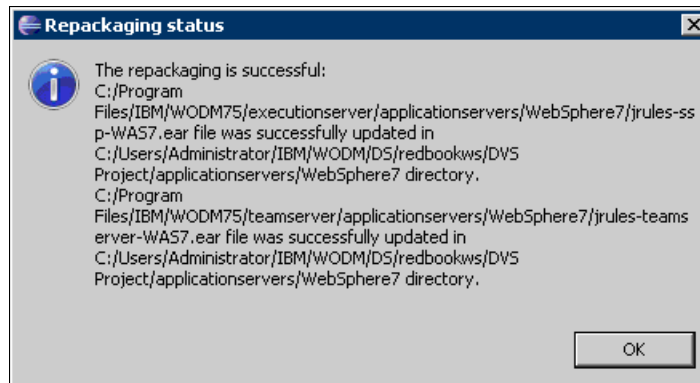 Repackaging status
The repackaging is successful:
C:/Program
Files/IBM/WODM75/executionserver/applicationservers/WebSphere7/jrules-ss
p-WAS7.ear file was successfully updated in
C:/Users/Administrator/IBM/WODM/DS/redbookws/DVS
Project/applicationservers/WebSphere7 directory.
C:/Program
Files/IBM/WODM75/teamserver/applicationservers/WebSphere7/jrules-teams
erver-WAS7.ear file was successfully updated in
C:/Users/Administrator/IBM/WODM/DS/redbookws/DVS
Project/applicationservers/WebSphere7 directory.
OK